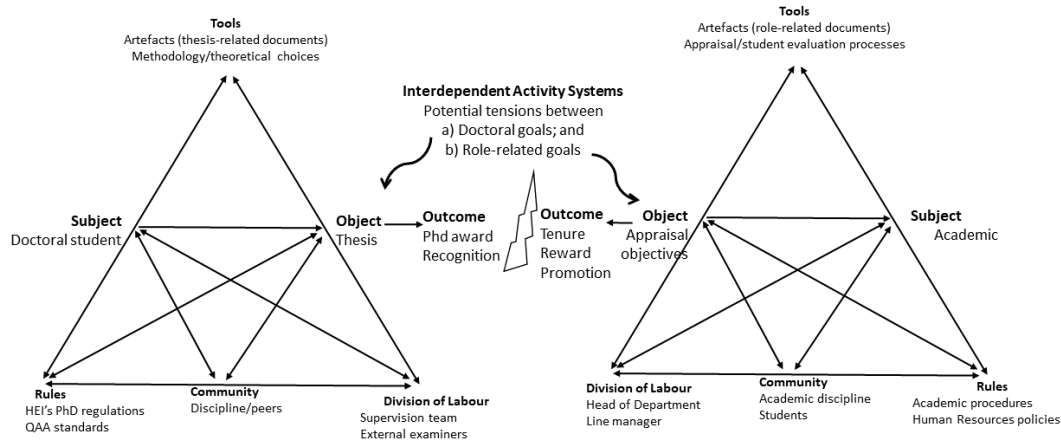 Tools
Artefacts (thesis-related documents)
Methodology/theoretical choices
Tools
Artefacts (role-related documents)
Appraisal/student evaluation processes
Interdependent Activity Systems
Potential tensions between
a) Doctoral goals; and
b) Role-related goals
Subject
Doctoral student
Object
Thesis
Outcome
Phd award
Recognition
Outcome
Tenure
Reward
Promotion
Object
Appraisal
objectives
Subject
Academic
Rules
HEI's PhD regulations
QAA standards
Community
Discipline/peers
Division of Labour
Supervision team
External examiners
Division of Labour
Head of Department
Line manager
Community
Academic discipline
Students
Rules
Academic procedures
Human Resources policies